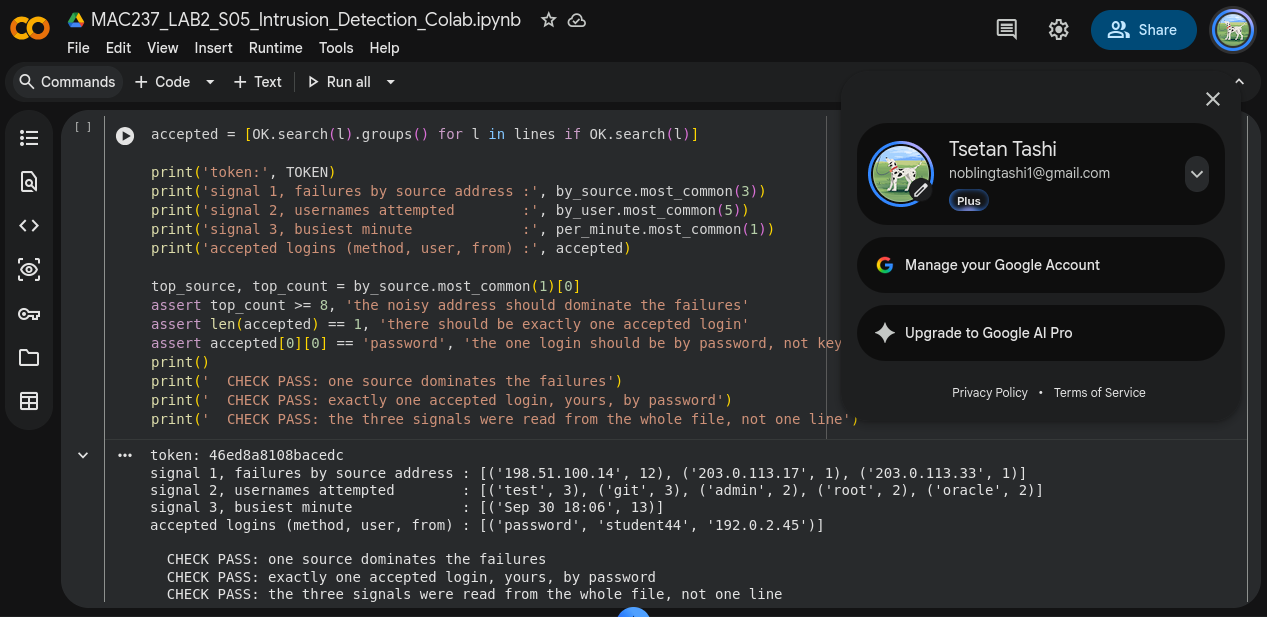 MAC237_LAB2_S05_Intrusion_Detection_Colab.ipynb
File Edit View Insert Runtime Tools Help
Share
Commands + Code + Text Run all
[ ]
accepted = [OK.search(l).groups() for l in lines if OK.search(l)]
print('token:', TOKEN)
print('signal 1, failures by source address :', by_source.most_common(3))
print('signal 2, usernames attempted        :', by_user.most_common(5))
print('signal 3, busiest minute             :', per_minute.most_common(1))
print('accepted logins (method, user, from) :', accepted)
top_source, top_count = by_source.most_common(1)[0]
assert top_count >= 8, 'the noisy address should dominate the failures'
assert len(accepted) == 1, 'there should be exactly one accepted login'
assert accepted[0][0] == 'password', 'the one login should be by password, not key
print()
print('  CHECK PASS: one source dominates the failures')
print('  CHECK PASS: exactly one accepted login, yours, by password')
print('  CHECK PASS: the three signals were read from the whole file, not one line')
Tsetan Tashi
noblingtashi1@gmail.com
Plus
Manage your Google Account
Upgrade to Google AI Pro
Privacy Policy • Terms of Service
token: 46ed8a8108bacedc
signal 1, failures by source address : [('198.51.100.14', 12), ('203.0.113.17', 1), ('203.0.113.33', 1)]
signal 2, usernames attempted        : [('test', 3), ('git', 3), ('admin', 2), ('root', 2), ('oracle', 2)]
signal 3, busiest minute             : [('Sep 30 18:06', 13)]
accepted logins (method, user, from) : [('password', 'student44', '192.0.2.45')]
  CHECK PASS: one source dominates the failures
  CHECK PASS: exactly one accepted login, yours, by password
  CHECK PASS: the three signals were read from the whole file, not one line